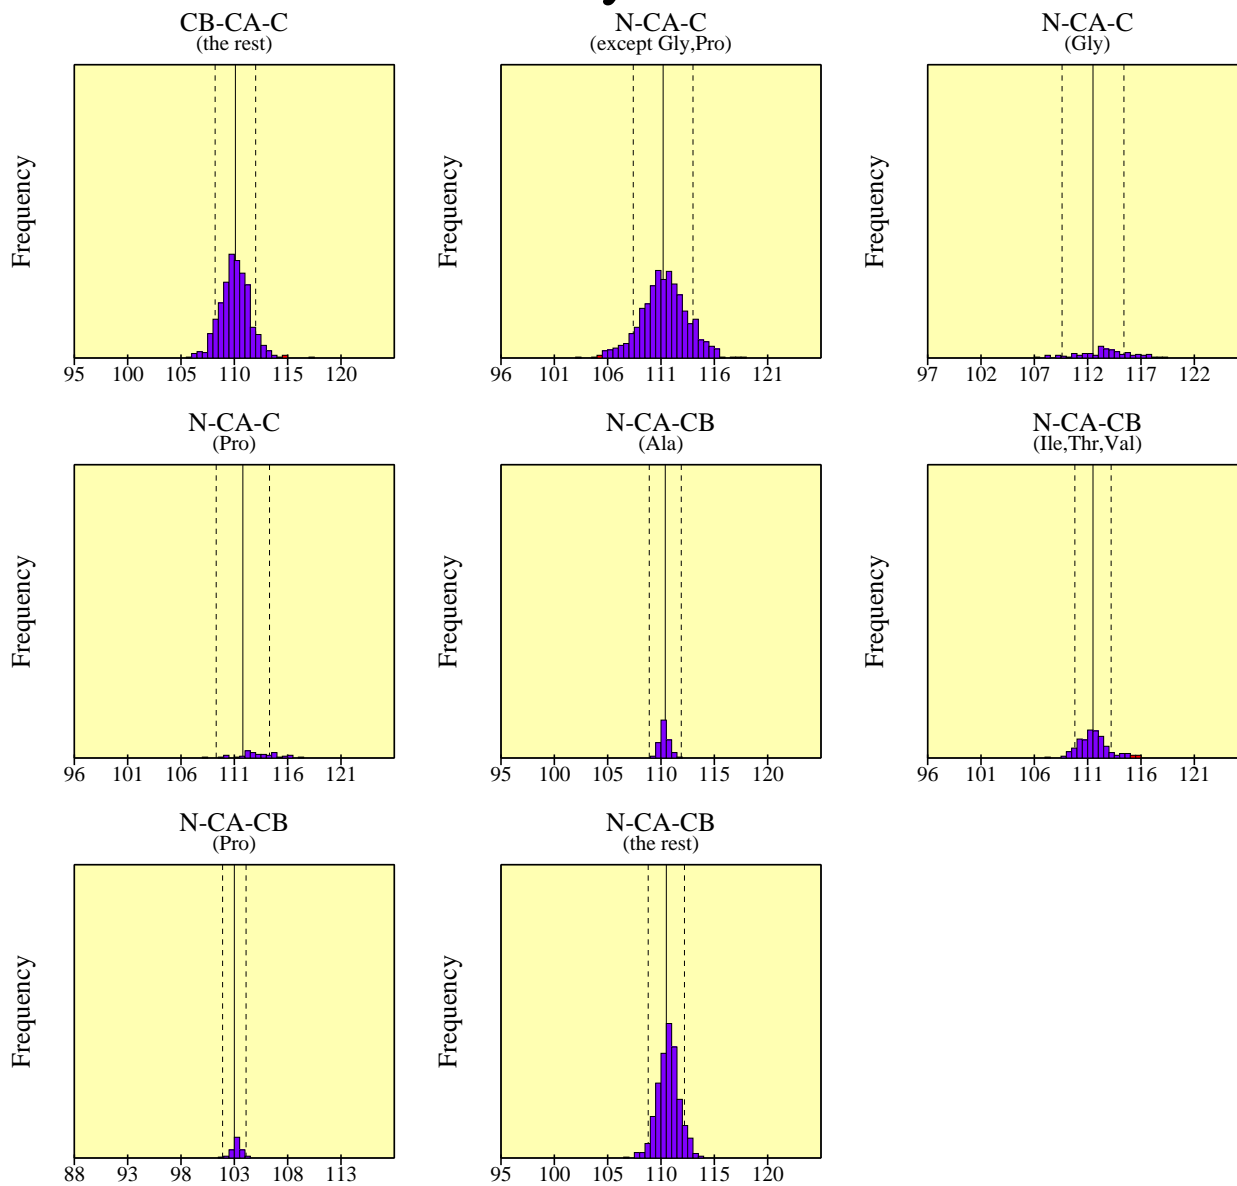 CB-CA-C
(the rest)
Frequency
95 100 105 110 115 120
N-CA-C
(except Gly,Pro)
Frequency
96 101 106 111 116 121
N-CA-C
(Gly)
Frequency
97 102 107 112 117 122
N-CA-C
(Pro)
Frequency
96 101 106 111 116 121
N-CA-CB
(Ala)
Frequency
95 100 105 110 115 120
N-CA-CB
(Ile,Thr,Val)
Frequency
96 101 106 111 116 121
N-CA-CB
(Pro)
Frequency
88 93 98 103 108 113
N-CA-CB
(the rest)
Frequency
95 100 105 110 115 120